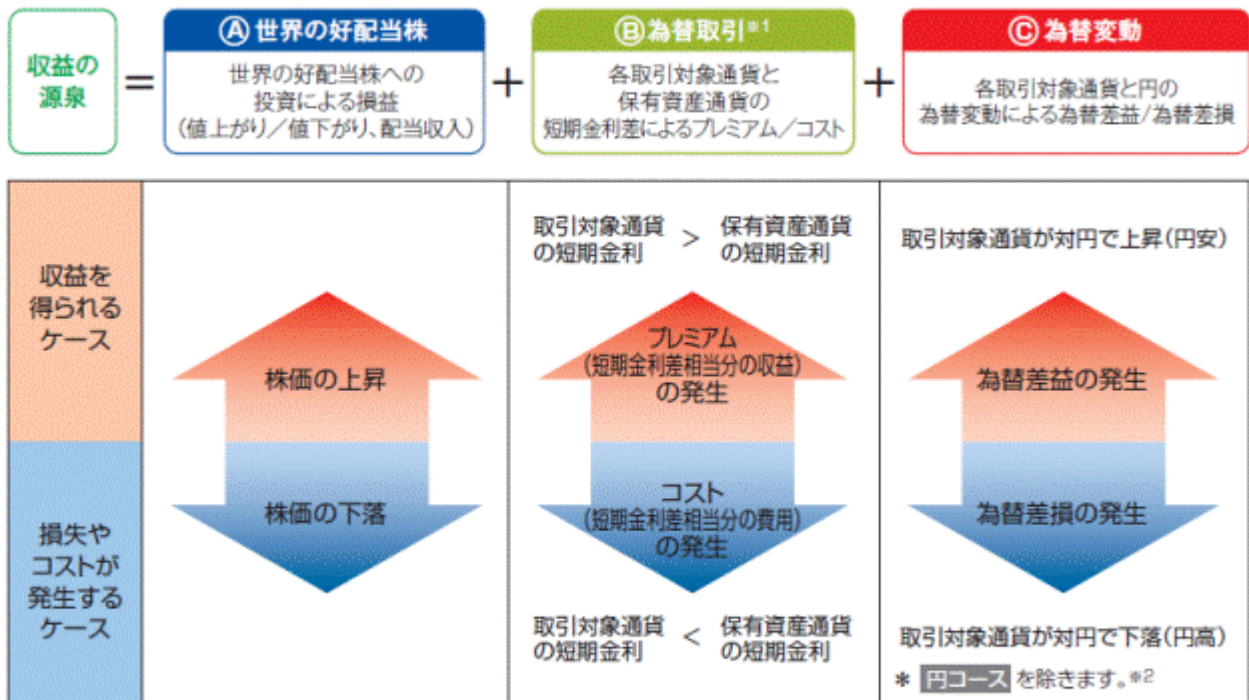 収益の
源泉
=
Ⓐ世界の好配当株
世界の好配当株への
投資による損益
(値上がり/値下がり、配当収入)
+
Ⓑ為替取引※1
各取引対象通貨と
保有資産通貨の
短期金利差によるプレミアム/コスト
+
Ⓒ為替変動
各取引対象通貨と円の
為替変動による為替差益/為替差損
収益を
得られる
ケース
株価の上昇
取引対象通貨
の短期金利
>
保有資産通貨
の短期金利
プレミアム
(短期金利差相当分の収益)
の発生
取引対象通貨が対円で上昇(円安)
為替差益の発生
損失や
コストが
発生する
ケース
株価の下落
コスト
(短期金利差相当分の費用)
の発生
取引対象通貨
の短期金利
<
保有資産通貨
の短期金利
為替差損の発生
取引対象通貨が対円で下落(円高)
* 円コース を除きます。※2